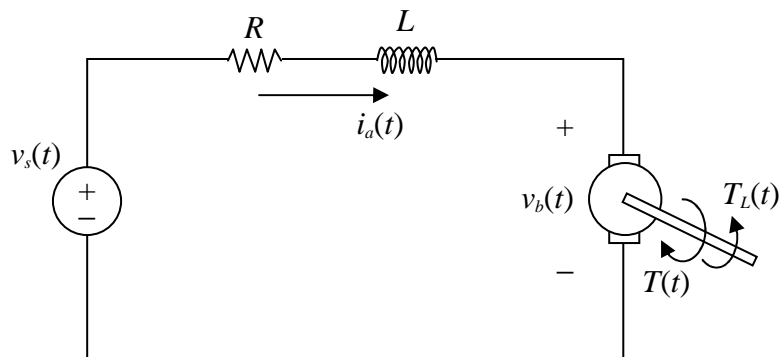 R
L
i_a(t)
+
v_s(t)
+
−
v_b(t)
T_L(t)
T(t)
−